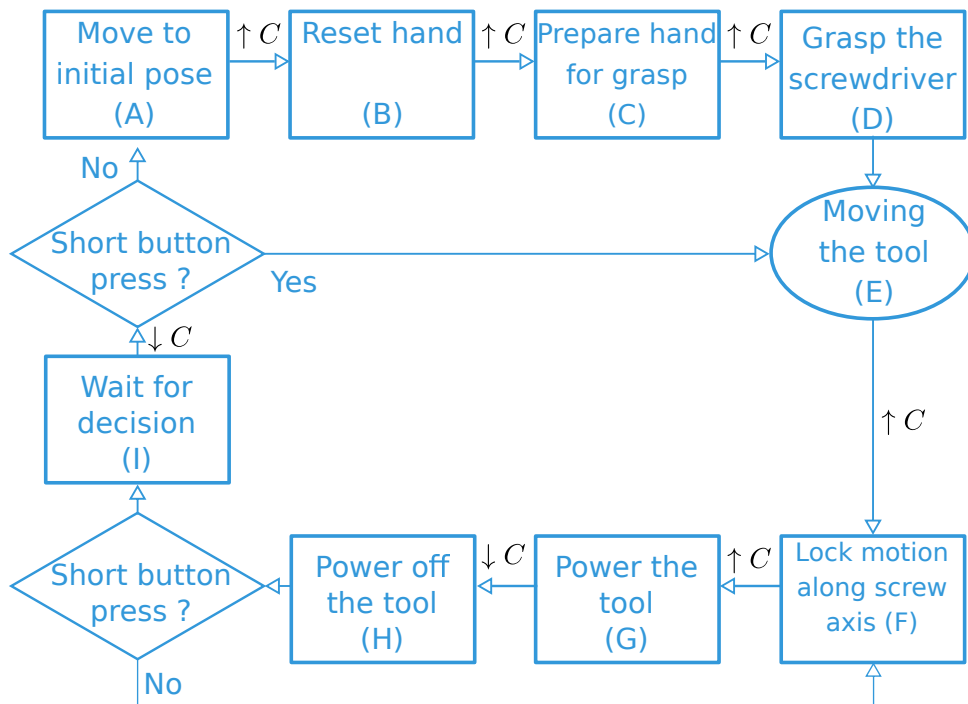 Move to
initial pose
(A)
↑ C
Reset hand
(B)
↑ C
Prepare hand
for grasp
(C)
↑ C
Grasp the
screwdriver
(D)
No
Short button
press ?
Yes
Moving
the tool
(E)
↓ C
Wait for
decision
(I)
↑ C
Short button
press ?
No
Power off
the tool
(H)
↓ C
Power the
tool
(G)
↑ C
Lock motion
along screw
axis (F)